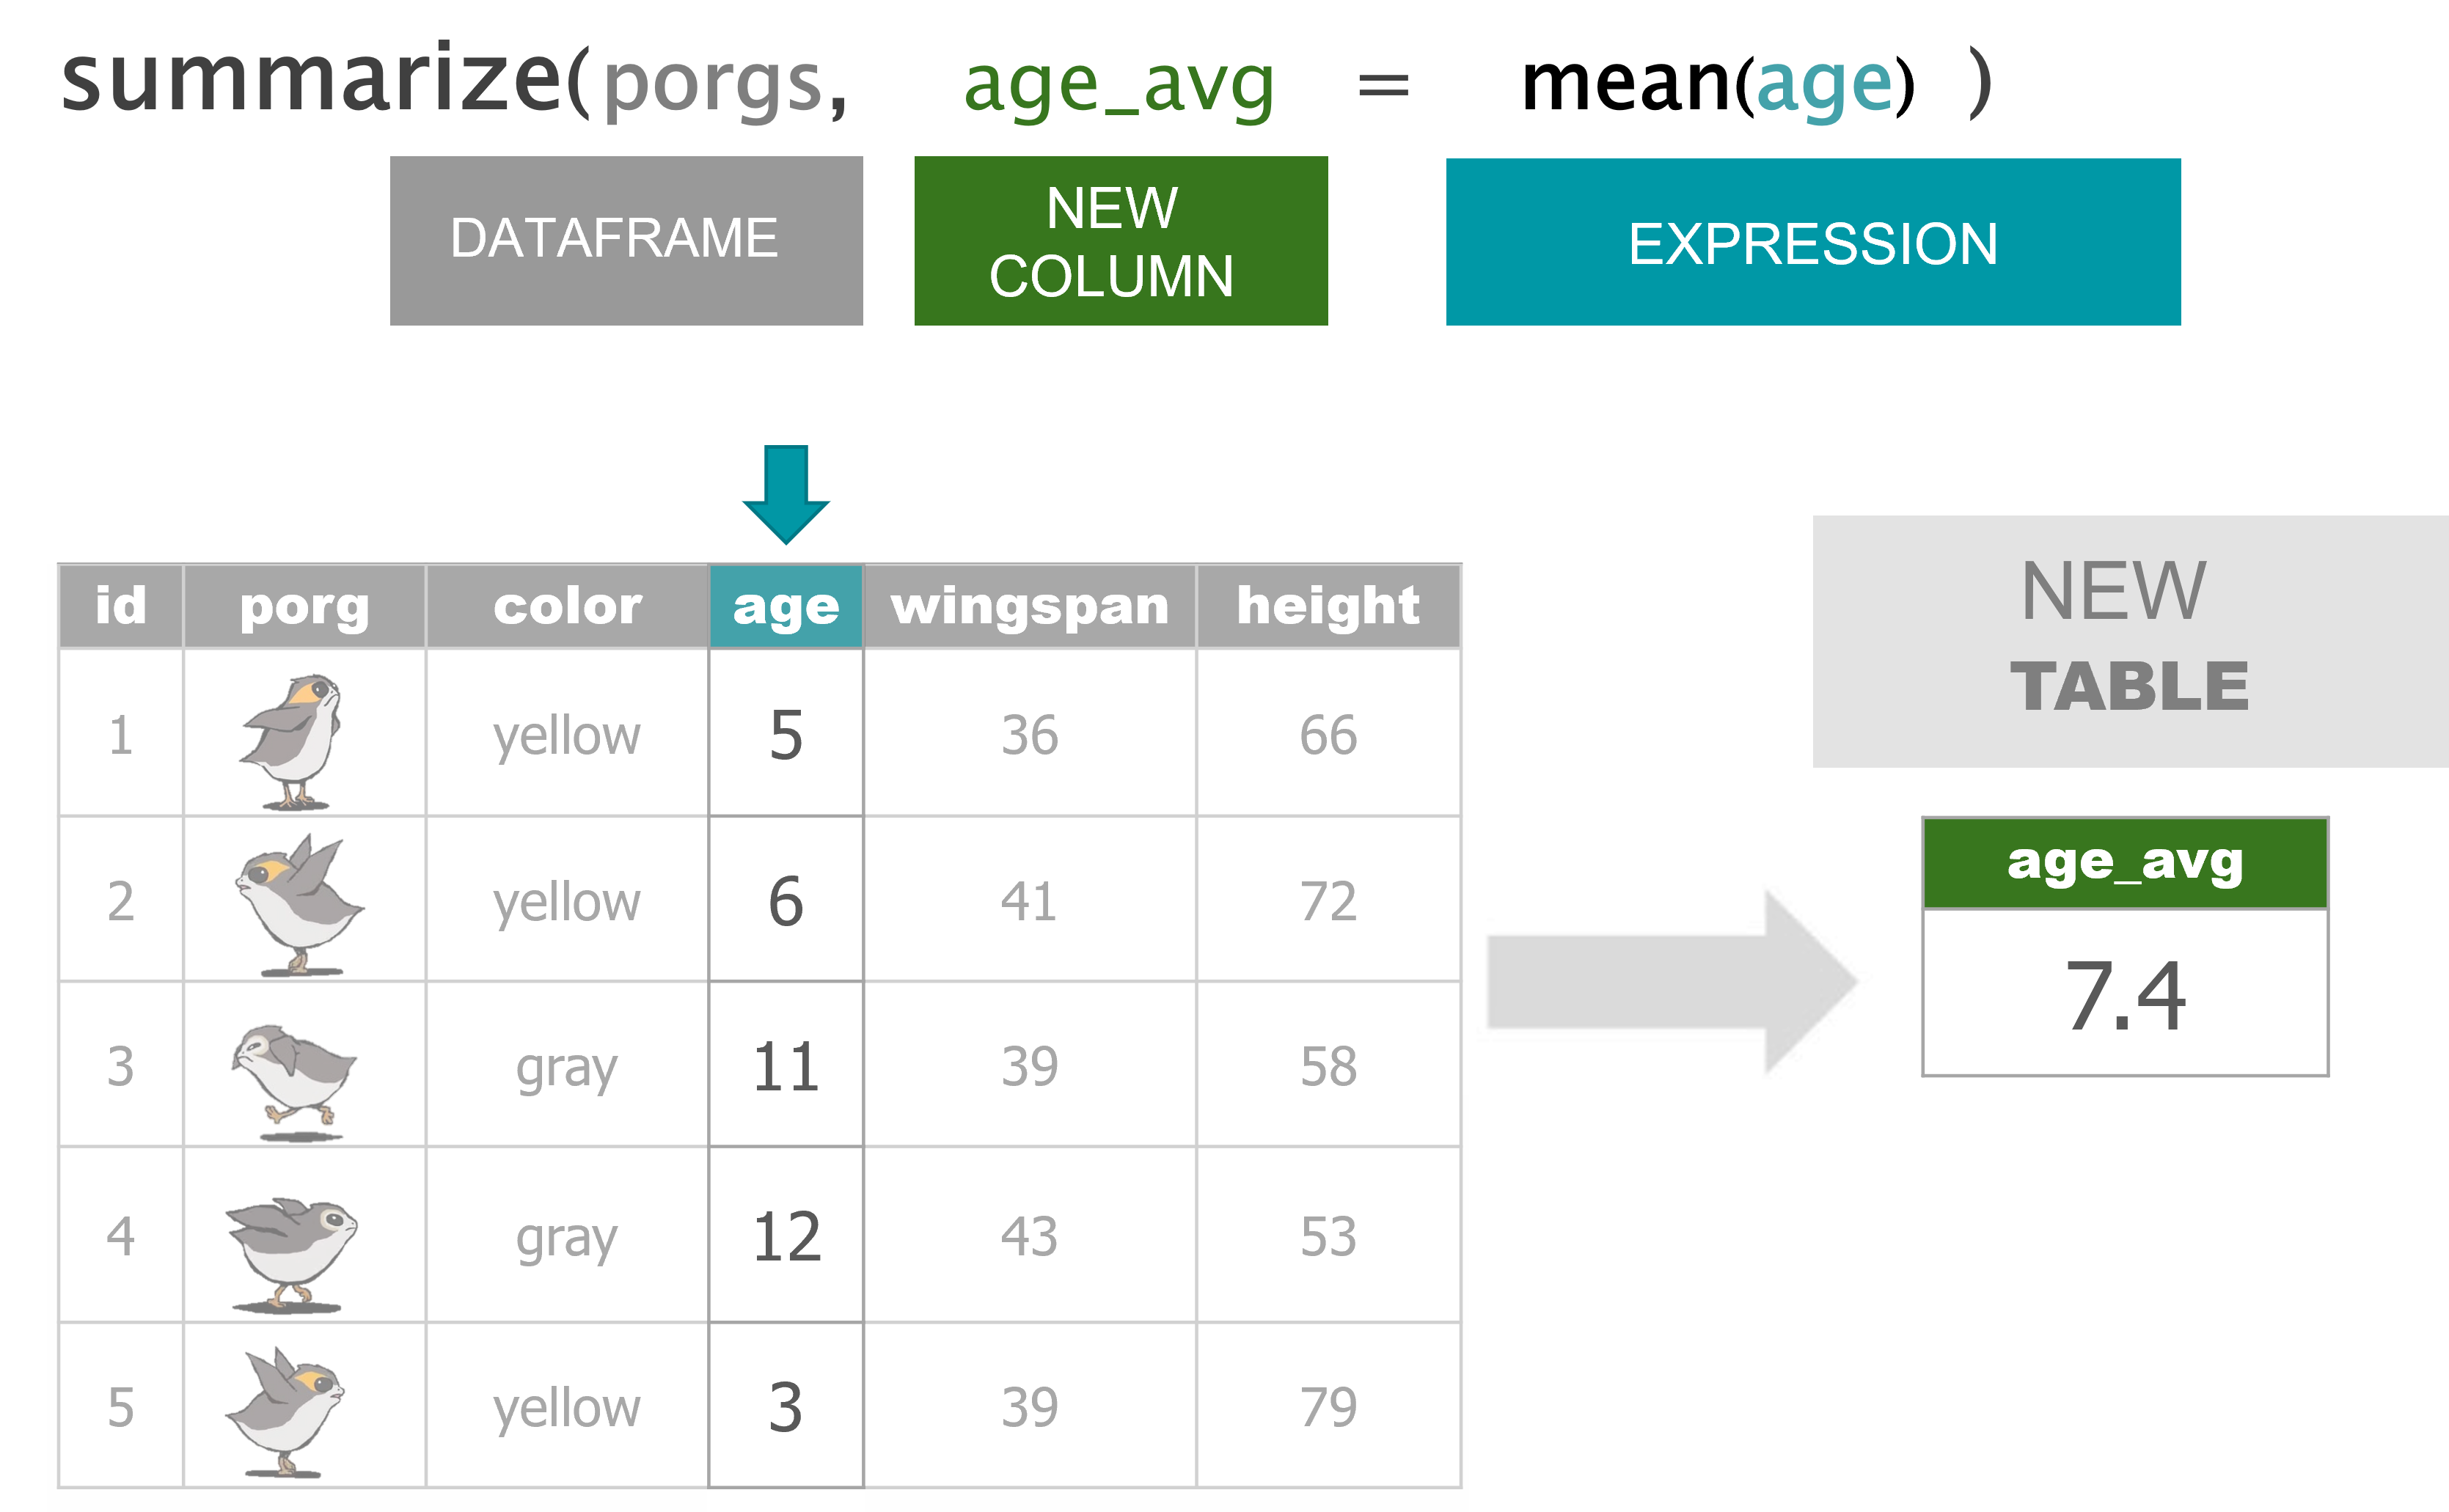 summarize(porgs, age_avg = mean(age) )
DATAFRAME
NEW
COLUMN
EXPRESSION
id porg color age wingspan height
1 yellow 5 36 66
2 yellow 6 41 72
3 gray 11 39 58
4 gray 12 43 53
5 yellow 3 39 79
NEW
TABLE
age_avg
7.4